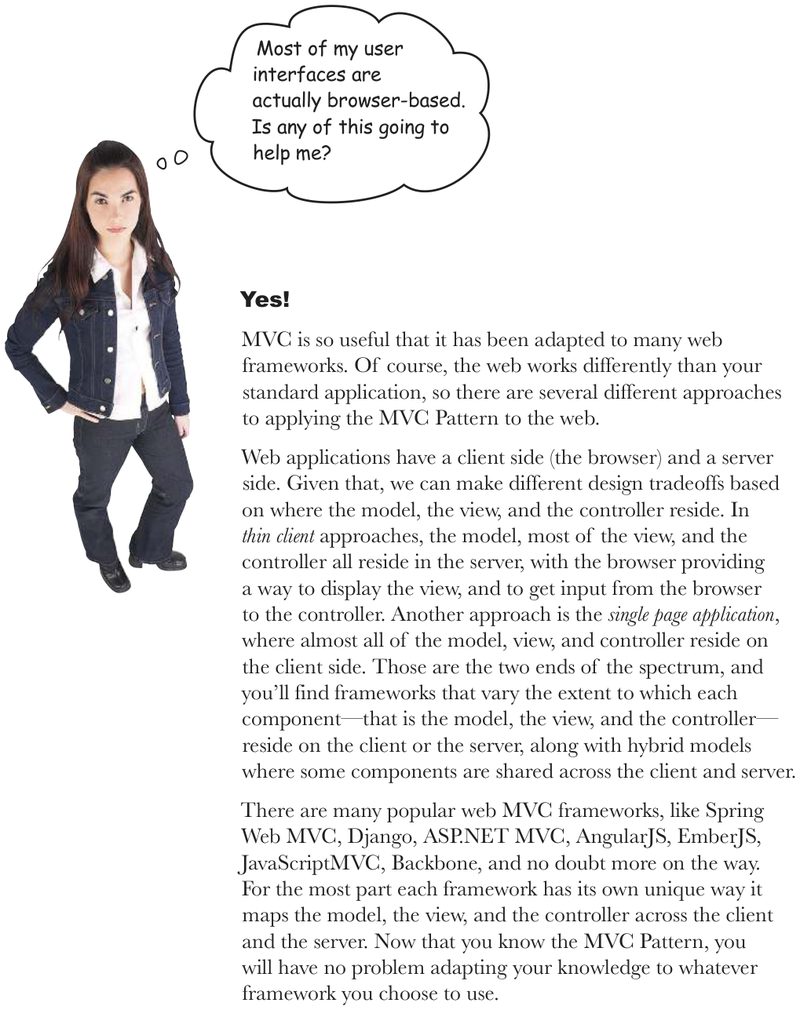 Most of my user
interfaces are
actually browser-based.
Is any of this going to
help me?
Yes!
MVC is so useful that it has been adapted to many web
frameworks. Of course, the web works differently than your
standard application, so there are several different approaches
to applying the MVC Pattern to the web.
Web applications have a client side (the browser) and a server
side. Given that, we can make different design tradeoffs based
on where the model, the view, and the controller reside. In
thin client approaches, the model, most of the view, and the
controller all reside in the server, with the browser providing
a way to display the view, and to get input from the browser
to the controller. Another approach is the single page application,
where almost all of the model, view, and controller reside on
the client side. Those are the two ends of the spectrum, and
you’ll find frameworks that vary the extent to which each
component—that is the model, the view, and the controller—
reside on the client or the server, along with hybrid models
where some components are shared across the client and server.
There are many popular web MVC frameworks, like Spring
Web MVC, Django, ASP.NET MVC, AngularJS, EmberJS,
JavaScriptMVC, Backbone, and no doubt more on the way.
For the most part each framework has its own unique way it
maps the model, the view, and the controller across the client
and the server. Now that you know the MVC Pattern, you
will have no problem adapting your knowledge to whatever
framework you choose to use.